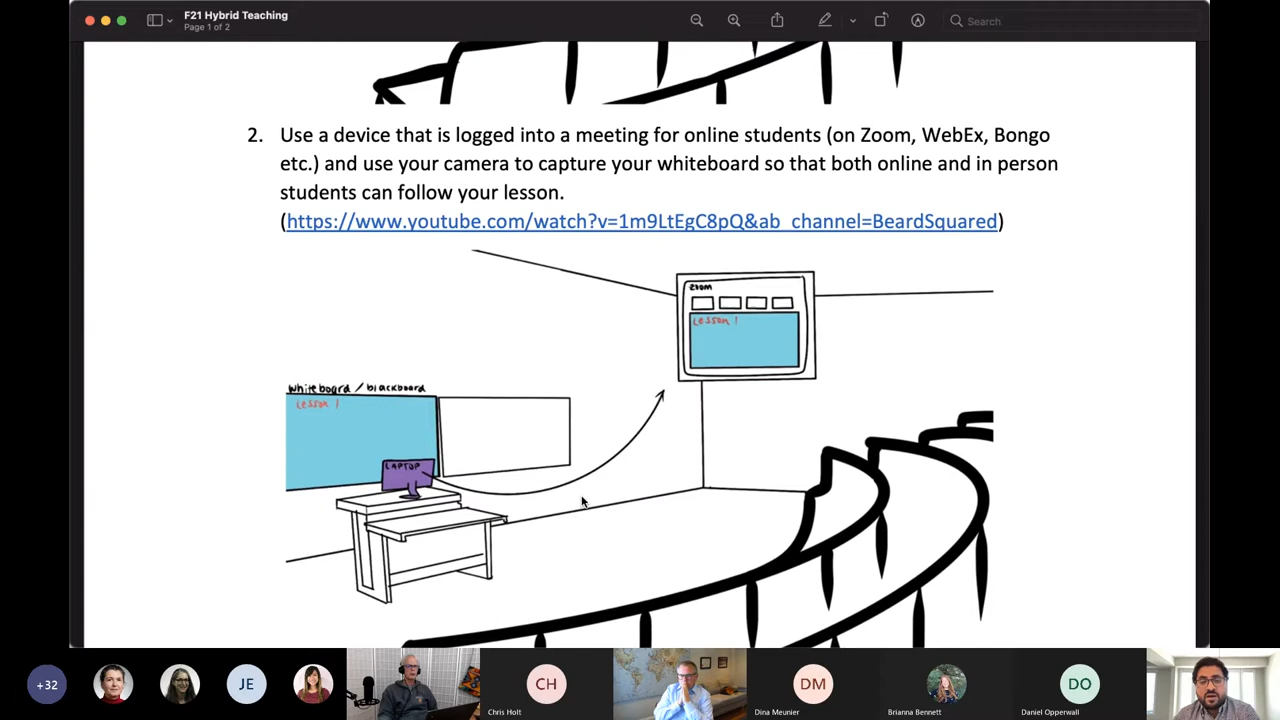 F21 Hybrid Teaching
Page 1 of 2
Search
2. Use a device that is logged into a meeting for online students (on Zoom, WebEx, Bongo
etc.) and use your camera to capture your whiteboard so that both online and in person
students can follow your lesson.
(https://www.youtube.com/watch?v=1m9LtEgC8pQ&ab_channel=BeardSquared)
Zoom
Lesson 1
Whiteboard / blackboard
Lesson 1
LAPTOP
+32
JE
CH
Chris Holt
DM
Dina Meunier
Brianna Bennett
DO
Daniel Opperwall